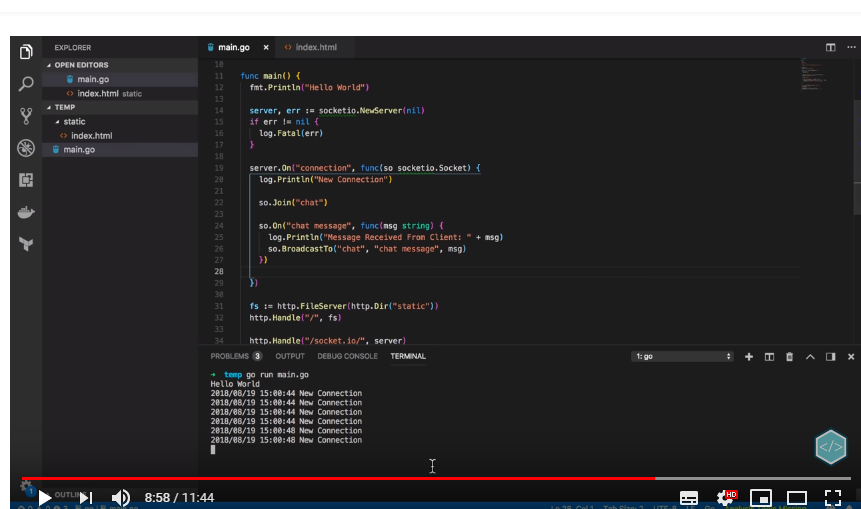 EXPLORER
OPEN EDITORS
main.go
index.html static
TEMP
static
index.html
main.go
main.go ×
index.html
10
11 func main() {
12 fmt.Println("Hello World")
13
14 server, err := socketio.NewServer(nil)
15 if err != nil {
16 log.Fatal(err)
17 }
18
19 server.On("connection", func(so socketio.Socket) {
20 log.Println("New Connection")
21
22 so.Join("chat")
23
24 so.On("chat message", func(msg string) {
25 log.Println("Message Received From Client: " + msg)
26 so.BroadcastTo("chat", "chat message", msg)
27 })
28
29 })
30
31 fs := http.FileServer(http.Dir("static"))
32 http.Handle("/", fs)
33
34 http.Handle("/socket.io/", server)
PROBLEMS 3 OUTPUT DEBUG CONSOLE TERMINAL
1: go
→ temp go run main.go
Hello World
2018/08/19 15:00:44 New Connection
2018/08/19 15:00:44 New Connection
2018/08/19 15:00:44 New Connection
2018/08/19 15:00:44 New Connection
2018/08/19 15:00:48 New Connection
2018/08/19 15:00:48 New Connection
</>
1
8:58 / 11:44
HD